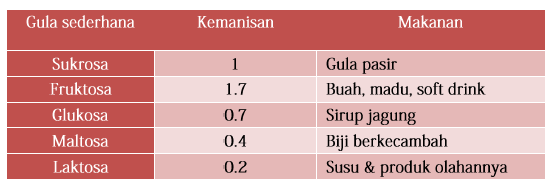 Gula sederhana Kemanisan Makanan
Sukrosa 1 Gula pasir
Fruktosa 1.7 Buah, madu, soft drink
Glukosa 0.7 Sirup jagung
Maltosa 0.4 Biji berkecambah
Laktosa 0.2 Susu & produk olahannya